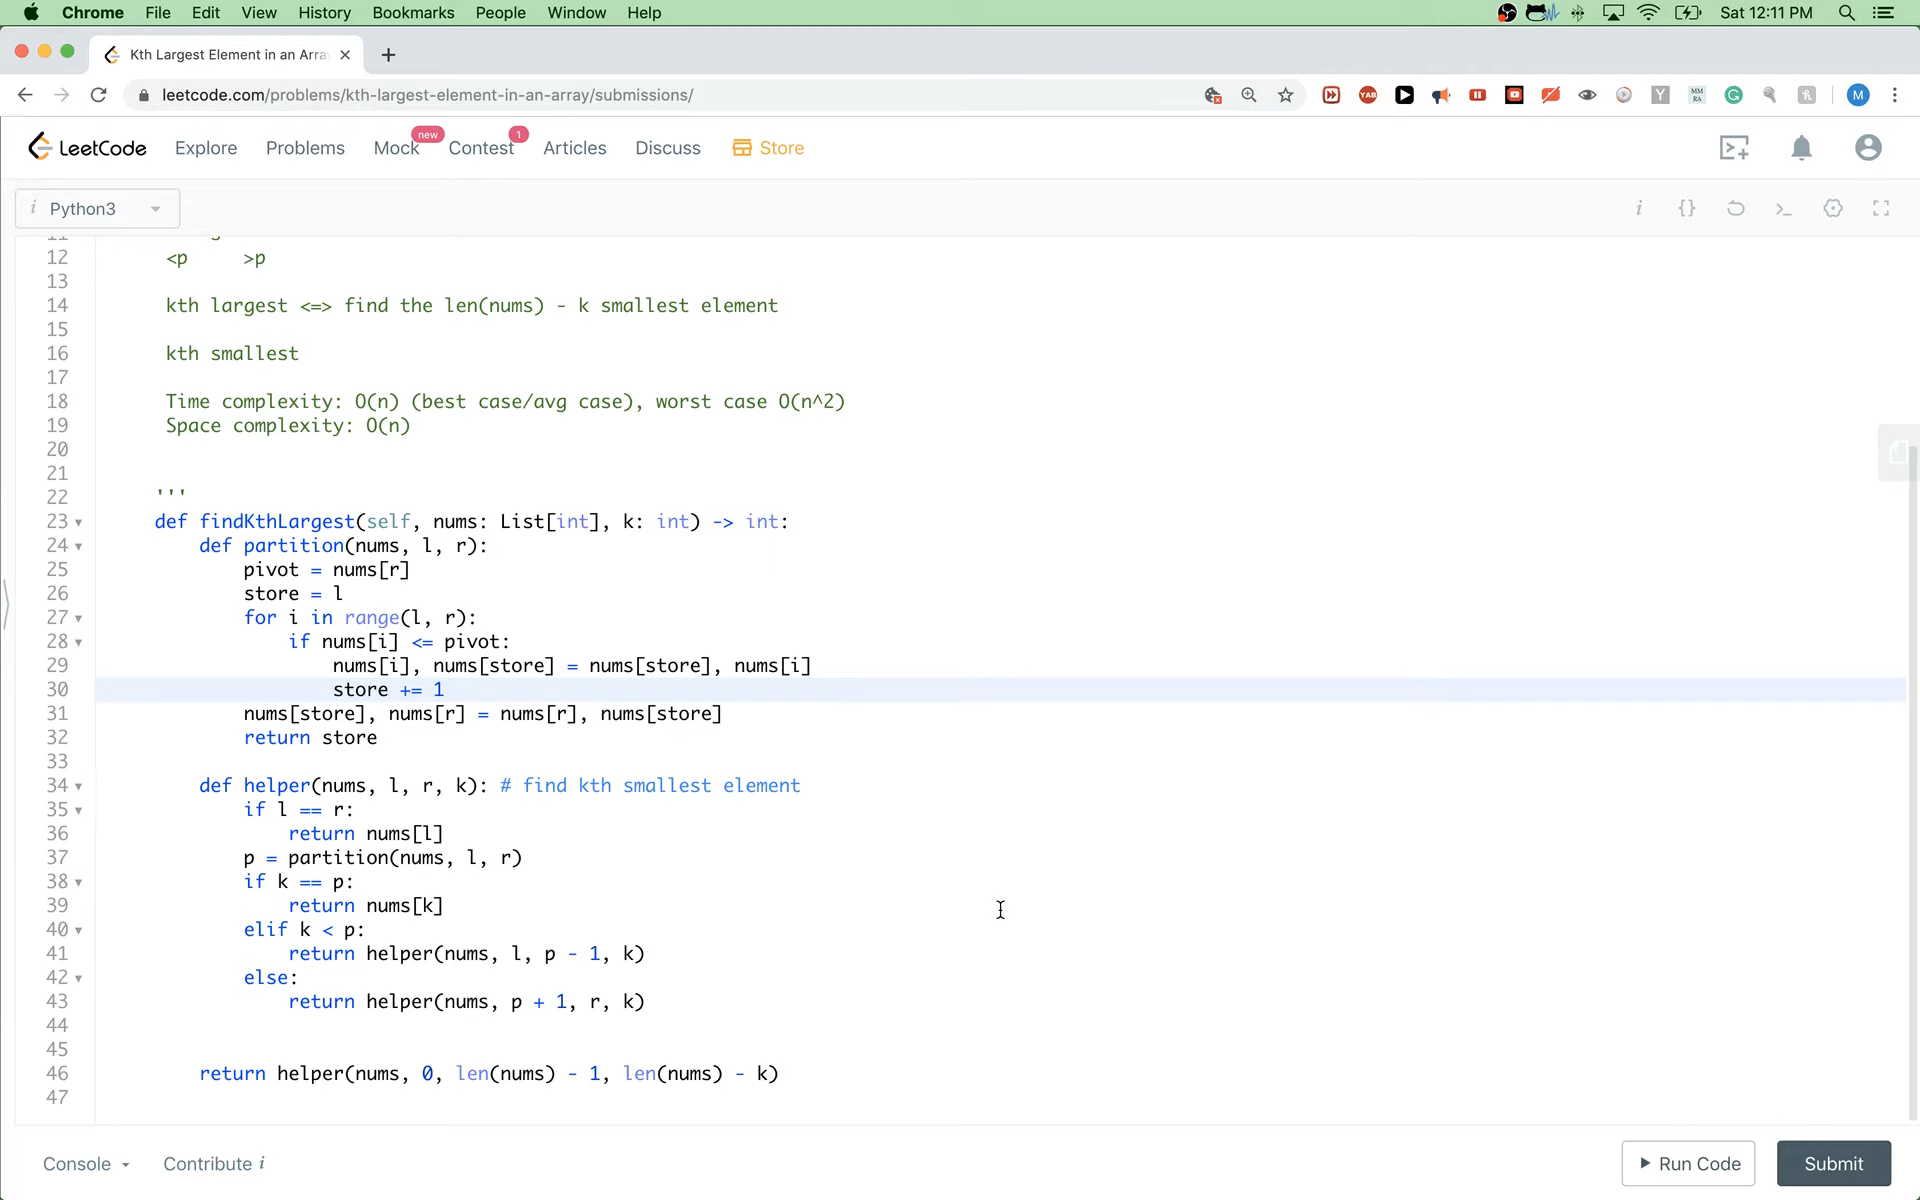 Chrome File Edit View History Bookmarks People Window Help Sat 12:11 PM
Kth Largest Element in an Arra
leetcode.com/problems/kth-largest-element-in-an-array/submissions/ YAB Y MM RA G M
LeetCode Explore Problems Mock new Contest 1 Articles Discuss Store
i Python3 i {} >_
11
12 <p >p
13
14 kth largest <=> find the len(nums) - k smallest element
15
16 kth smallest
17
18 Time complexity: O(n) (best case/avg case), worst case O(n^2)
19 Space complexity: O(n)
20
21
22 '''
23 def findKthLargest(self, nums: List[int], k: int) -> int:
24 def partition(nums, l, r):
25 pivot = nums[r]
26 store = l
27 for i in range(l, r):
28 if nums[i] <= pivot:
29 nums[i], nums[store] = nums[store], nums[i]
30 store += 1
31 nums[store], nums[r] = nums[r], nums[store]
32 return store
33
34 def helper(nums, l, r, k): # find kth smallest element
35 if l == r:
36 return nums[l]
37 p = partition(nums, l, r)
38 if k == p:
39 return nums[k]
40 elif k < p:
41 return helper(nums, l, p - 1, k)
42 else:
43 return helper(nums, p + 1, r, k)
44
45
46 return helper(nums, 0, len(nums) - 1, len(nums) - k)
47
Console Contribute i Run Code Submit